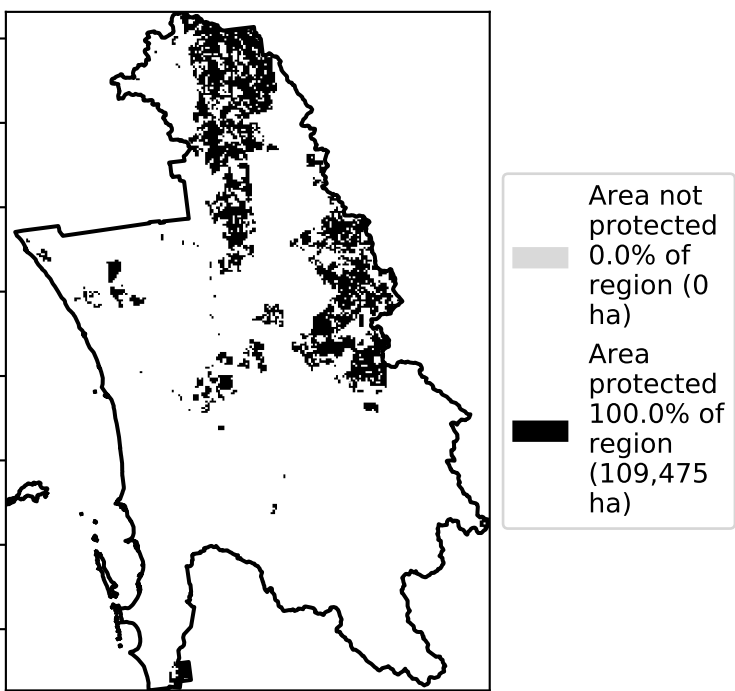 Area not
protected
0.0% of
region (0
ha)
Area
protected
100.0% of
region
(109,475
ha)